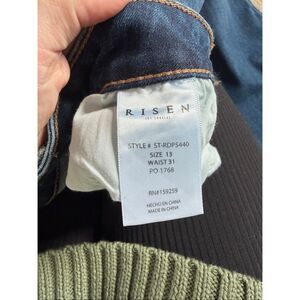 RISEN
LOS ANGELES
STYLE# ST-RDP5440
SIZE 13
WAIST 31
PO 1768
RN#159259
HECHO EN CHINA
MADE IN CHINA